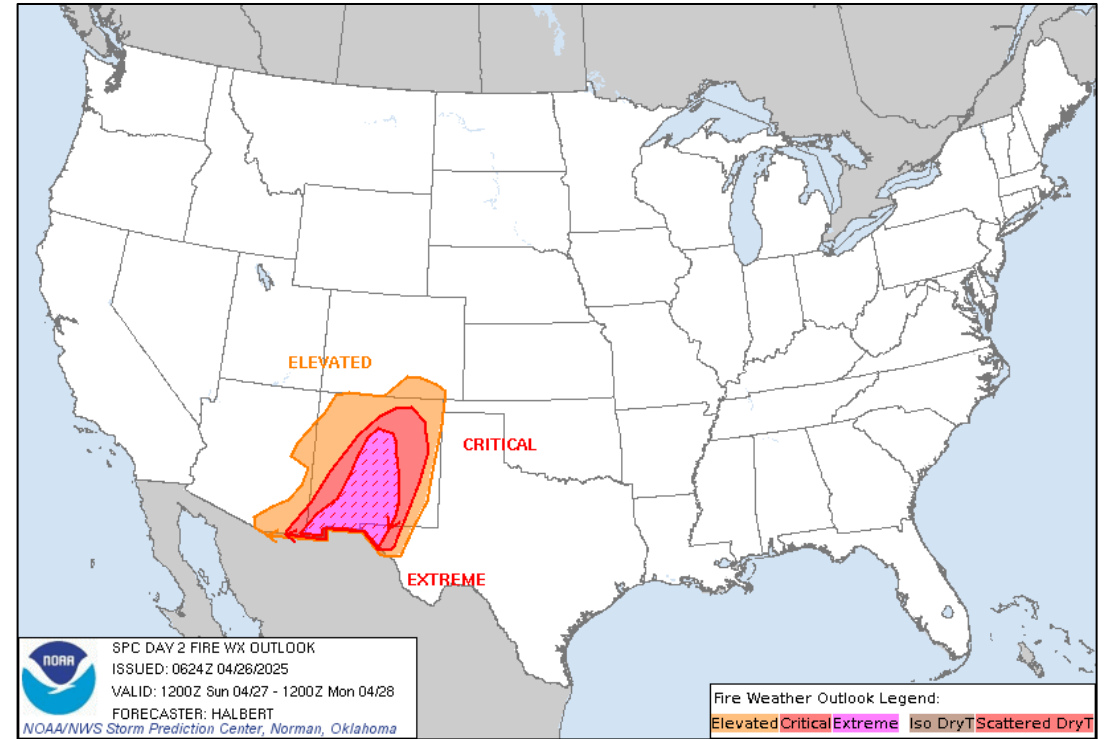 ELEVATED
CRITICAL
EXTREME
NOAA
SPC DAY 2 FIRE WX OUTLOOK
ISSUED: 0624Z 04/26/2025
VALID: 1200Z Sun 04/27 - 1200Z Mon 04/28
FORECASTER: HALBERT
NOAA/NWS Storm Prediction Center, Norman, Oklahoma
Fire Weather Outlook Legend:
Elevated Critical Extreme Iso DryT Scattered DryT